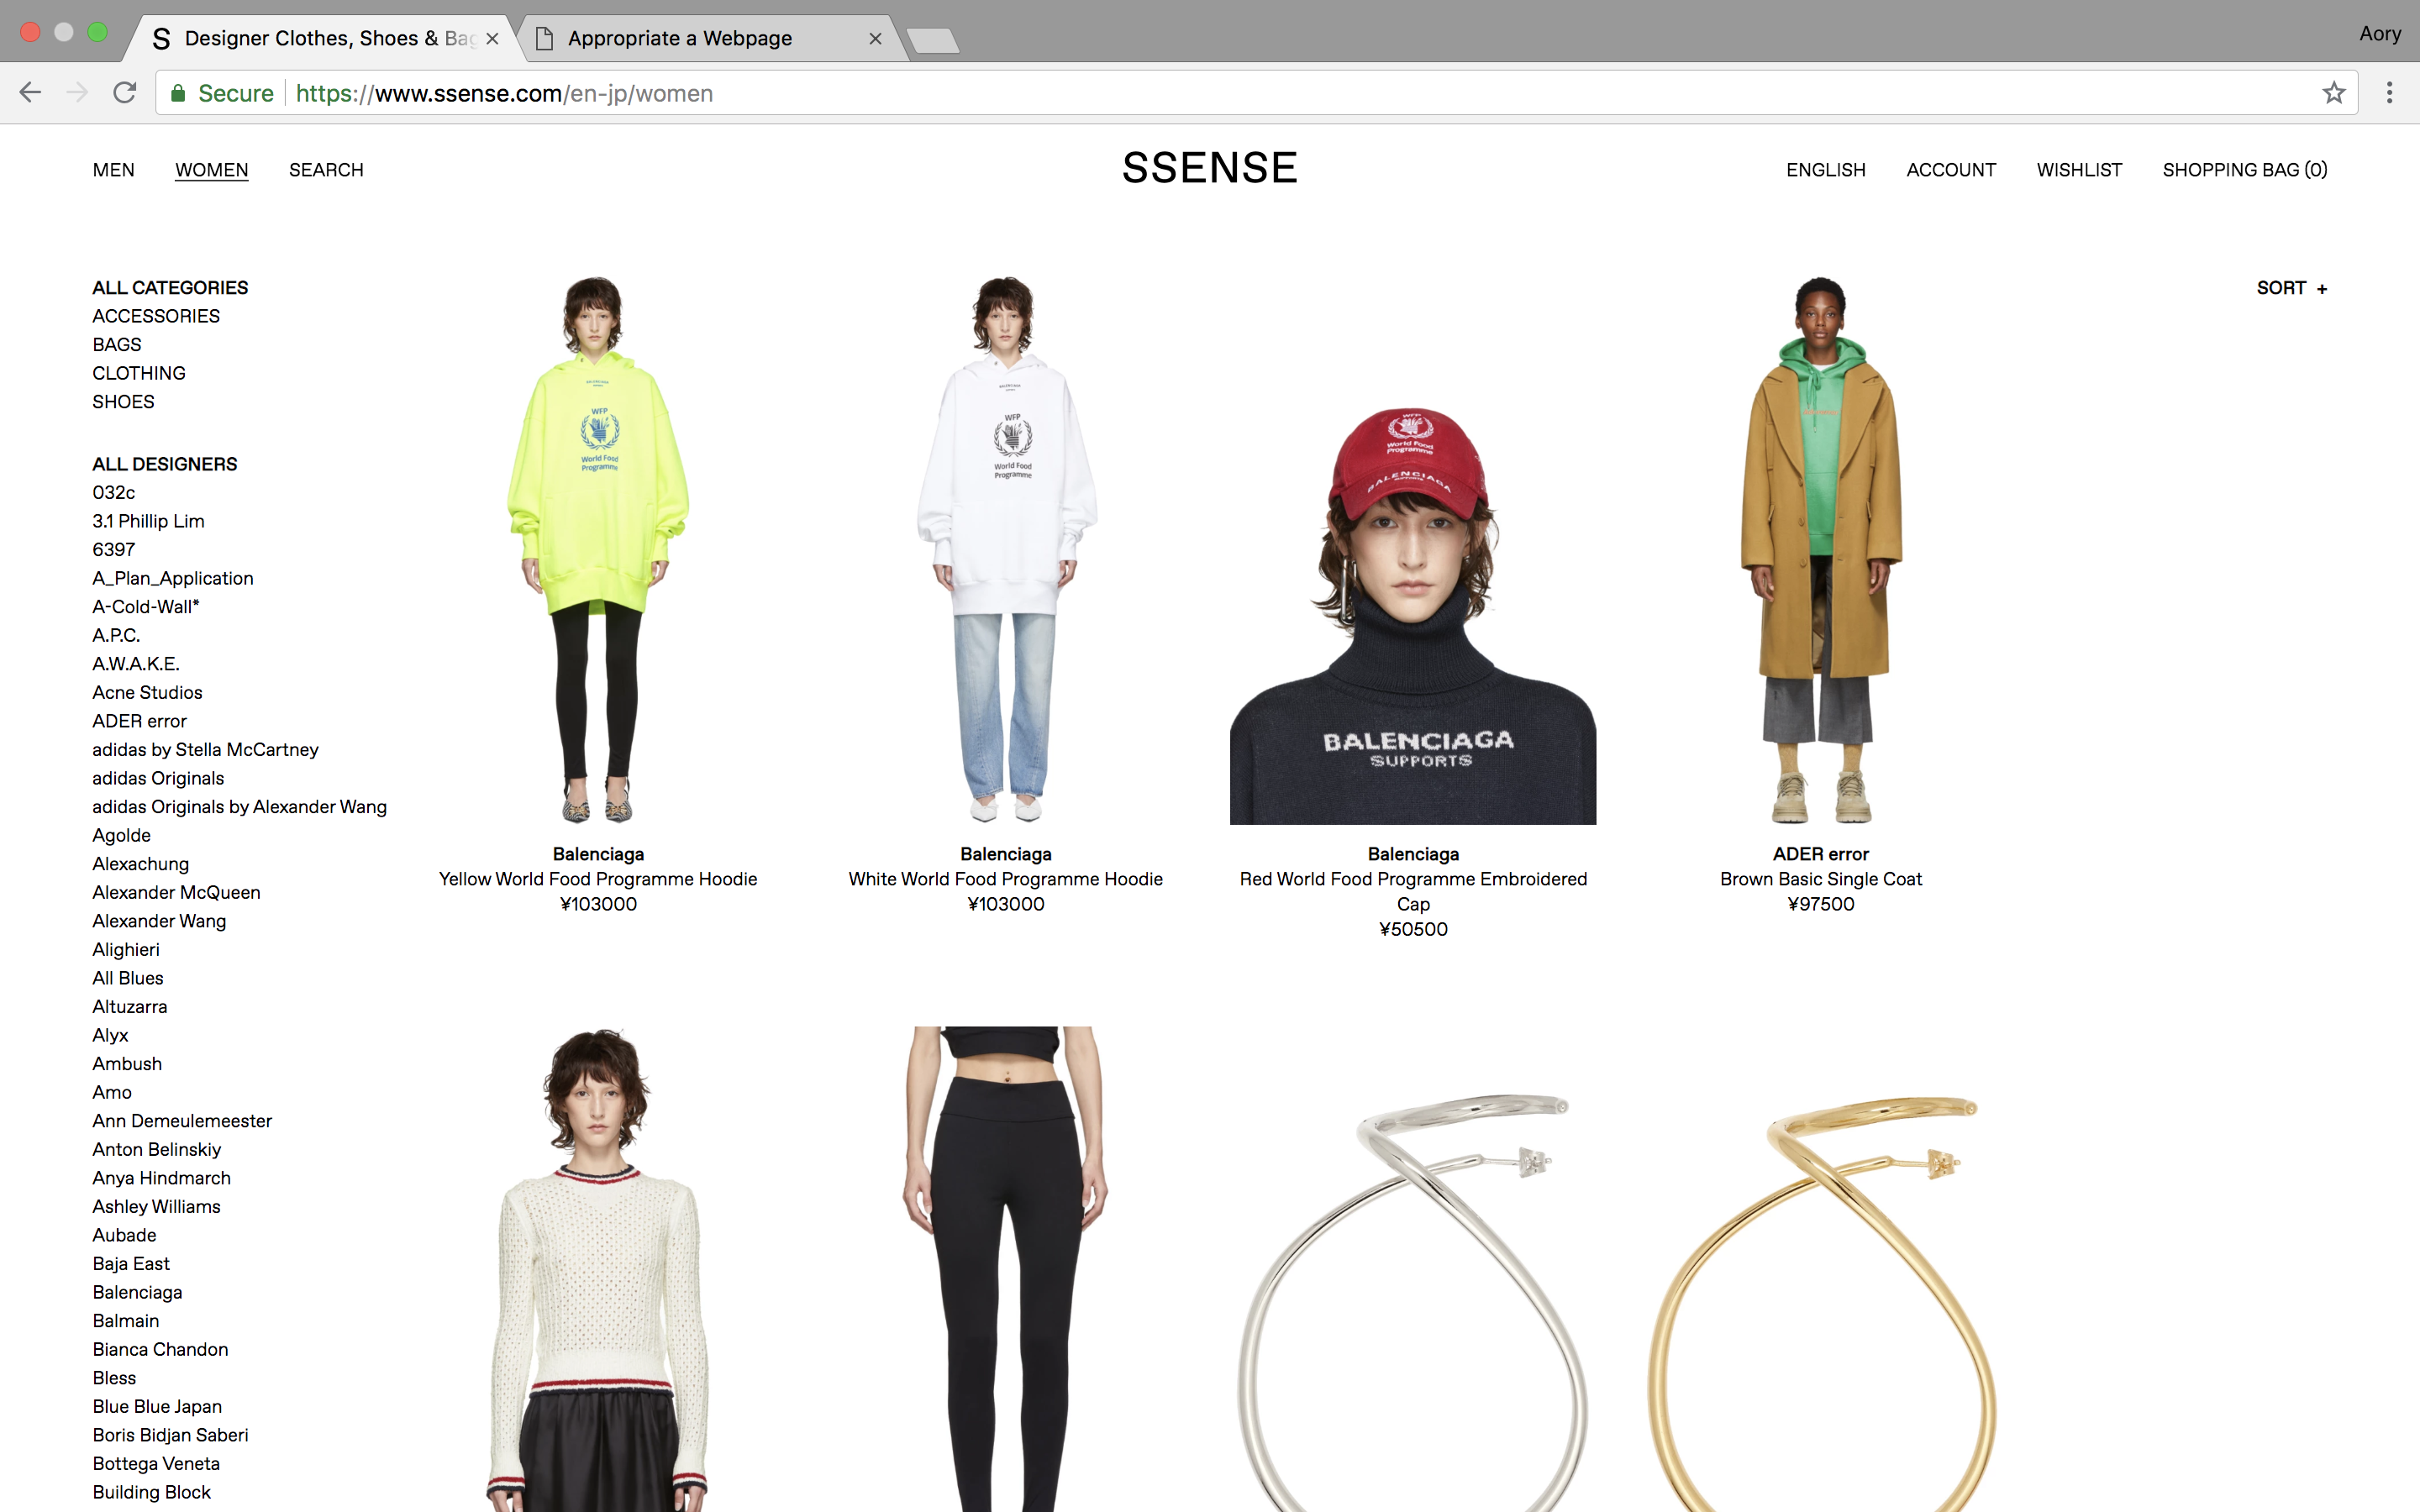 S Designer Clothes, Shoes & Bag
Appropriate a Webpage
Aory
Secure https://www.ssense.com/en-jp/women
MEN WOMEN SEARCH
SSENSE
ENGLISH ACCOUNT WISHLIST SHOPPING BAG (0)
ALL CATEGORIES
ACCESSORIES
BAGS
CLOTHING
SHOES
ALL DESIGNERS
032c
3.1 Phillip Lim
6397
A_Plan_Application
A-Cold-Wall*
A.P.C.
A.W.A.K.E.
Acne Studios
ADER error
adidas by Stella McCartney
adidas Originals
adidas Originals by Alexander Wang
Agolde
Alexachung
Alexander McQueen
Alexander Wang
Alighieri
All Blues
Altuzarra
Alyx
Ambush
Amo
Ann Demeulemeester
Anton Belinskiy
Anya Hindmarch
Ashley Williams
Aubade
Baja East
Balenciaga
Balmain
Bianca Chandon
Bless
Blue Blue Japan
Boris Bidjan Saberi
Bottega Veneta
Building Block
SORT +
BALENCIAGA
WFP
World Food
Programme
Balenciaga
Yellow World Food Programme Hoodie
¥103000
BALENCIAGA
WFP
World Food
Programme
Balenciaga
White World Food Programme Hoodie
¥103000
WFP
World Food
Programme
BALENCIAGA
BALENCIAGA
SUPPORTS
Balenciaga
Red World Food Programme Embroidered
Cap
¥50500
ADER error
Brown Basic Single Coat
¥97500